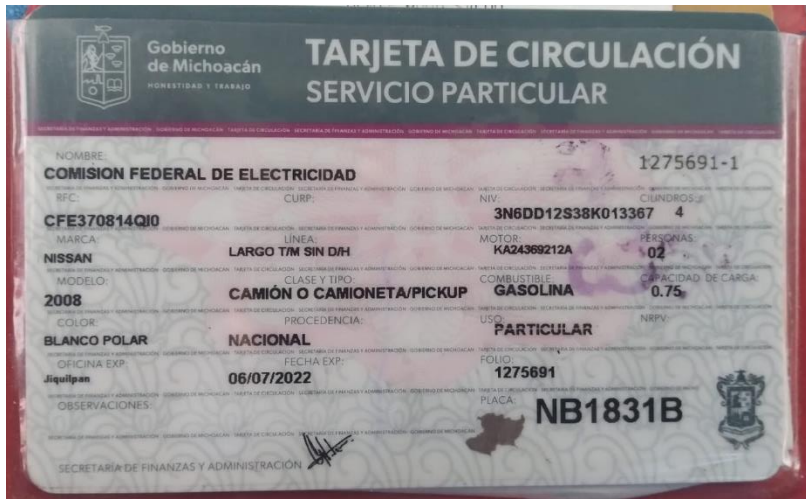 Gobierno
de Michoacán
HONESTIDAD Y TRABAJO
TARJETA DE CIRCULACIÓN
SERVICIO PARTICULAR
NOMBRE:
1275691-1
COMISION FEDERAL DE ELECTRICIDAD
RFC: CURP: NIV: CILINDROS:
CFE370814QI0 3N6DD12S38K013367 4
MARCA: LÍNEA: MOTOR: PERSONAS:
NISSAN LARGO T/M SIN D/H KA24369212A 02
MODELO: CLASE Y TIPO: COMBUSTIBLE: CAPACIDAD DE CARGA:
2008 CAMIÓN O CAMIONETA/PICKUP GASOLINA 0.75
COLOR: PROCEDENCIA: USO: NRPV:
BLANCO POLAR NACIONAL PARTICULAR
OFICINA EXP. FECHA EXP: FOLIO:
Jiquilpan 06/07/2022 1275691
OBSERVACIONES: PLACA: NB1831B
SECRETARÍA DE FINANZAS Y ADMINISTRACIÓN